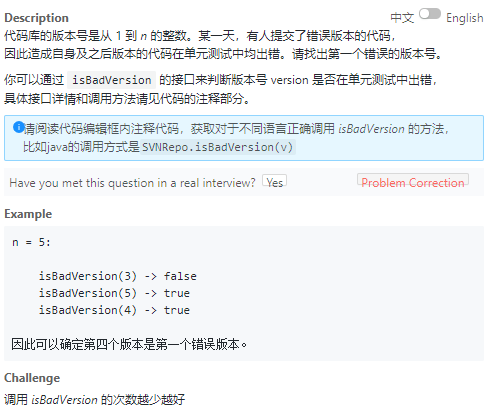 Description 中文 English
代码库的版本号是从 1 到 n 的整数。某一天，有人提交了错误版本的代码，
因此造成自身及之后版本的代码在单元测试中均出错。请找出第一个错误的版本号。
你可以通过 isBadVersion 的接口来判断版本号 version 是否在单元测试中出错，
具体接口详情和调用方法请见代码的注释部分。
请阅读代码编辑框内注释代码，获取对于不同语言正确调用 isBadVersion 的方法，
比如java的调用方式是SVNRepo.isBadVersion(v)
Have you met this question in a real interview? Yes Problem Correction
Example
n = 5:
isBadVersion(3) -> false
isBadVersion(5) -> true
isBadVersion(4) -> true
因此可以确定第四个版本是第一个错误版本。
Challenge
调用 isBadVersion 的次数越少越好